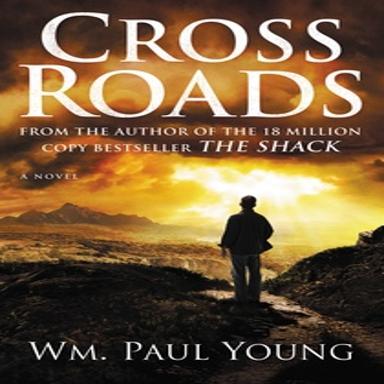 CROSS
ROADS
FROM THE AUTHOR OF THE 18 MILLION
COPY BESTSELLER THE SHACK
A NOVEL
WM. PAUL YOUNG